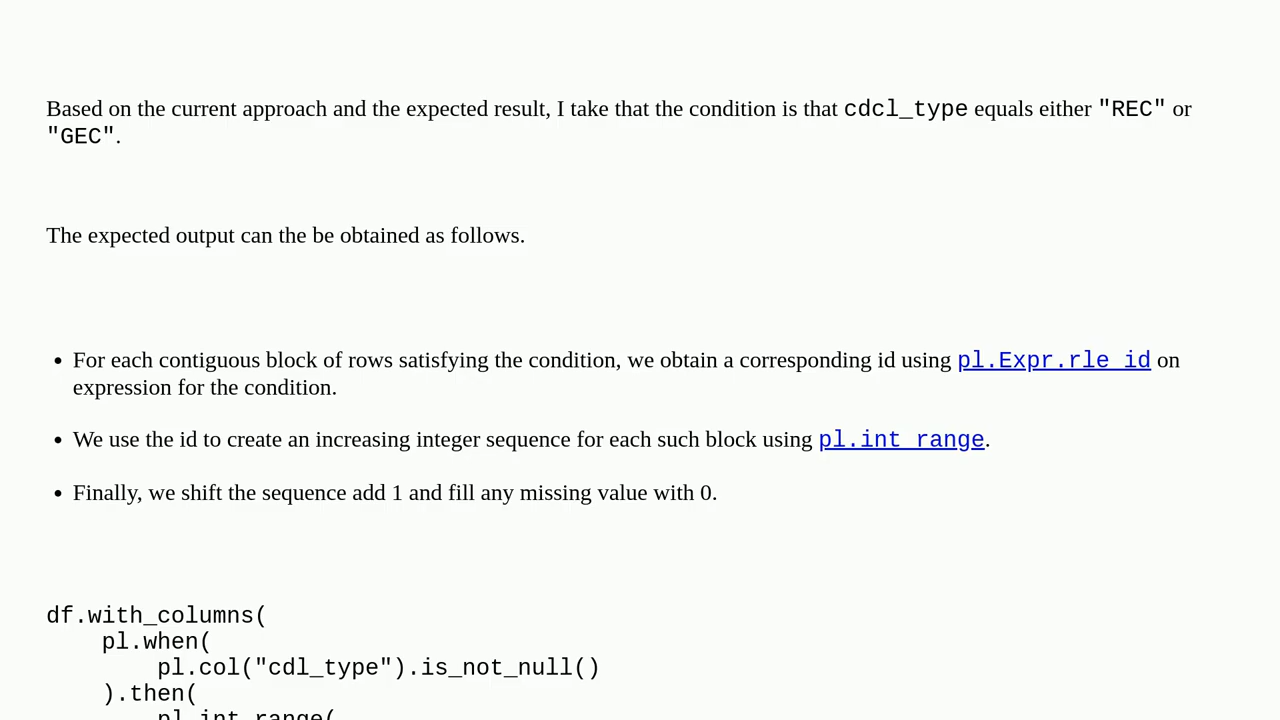 Based on the current approach and the expected result, I take that the condition is that cdcl_type equals either "REC" or
"GEC".
The expected output can the be obtained as follows.
• For each contiguous block of rows satisfying the condition, we obtain a corresponding id using pl.Expr.rle_id on
expression for the condition.
• We use the id to create an increasing integer sequence for each such block using pl.int_range.
• Finally, we shift the sequence add 1 and fill any missing value with 0.
df.with_columns(
    pl.when(
        pl.col("cdl_type").is_not_null()
    ).then(
        pl.int_range(